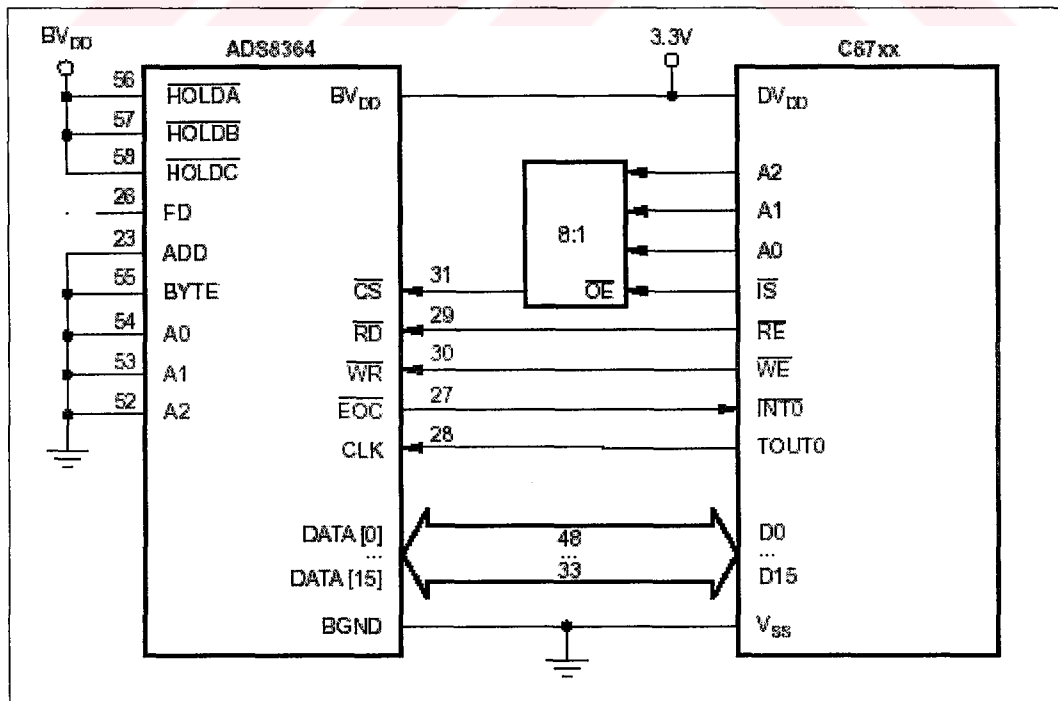 BVDD
ADS8364
3.3V
C67xx
56
HOLDA
BVDD
DVDD
57
HOLDB
58
HOLDC
A2
26
FD
A1
8:1
23
ADD
A0
55
BYTE
CS
31
OE
IS
54
A0
RD
29
RE
53
A1
WR
30
WE
52
A2
EOC
27
INT0
CLK
28
TOUT0
DATA [0]
48
D0
...
...
...
DATA [15]
33
D15
BGND
VSS